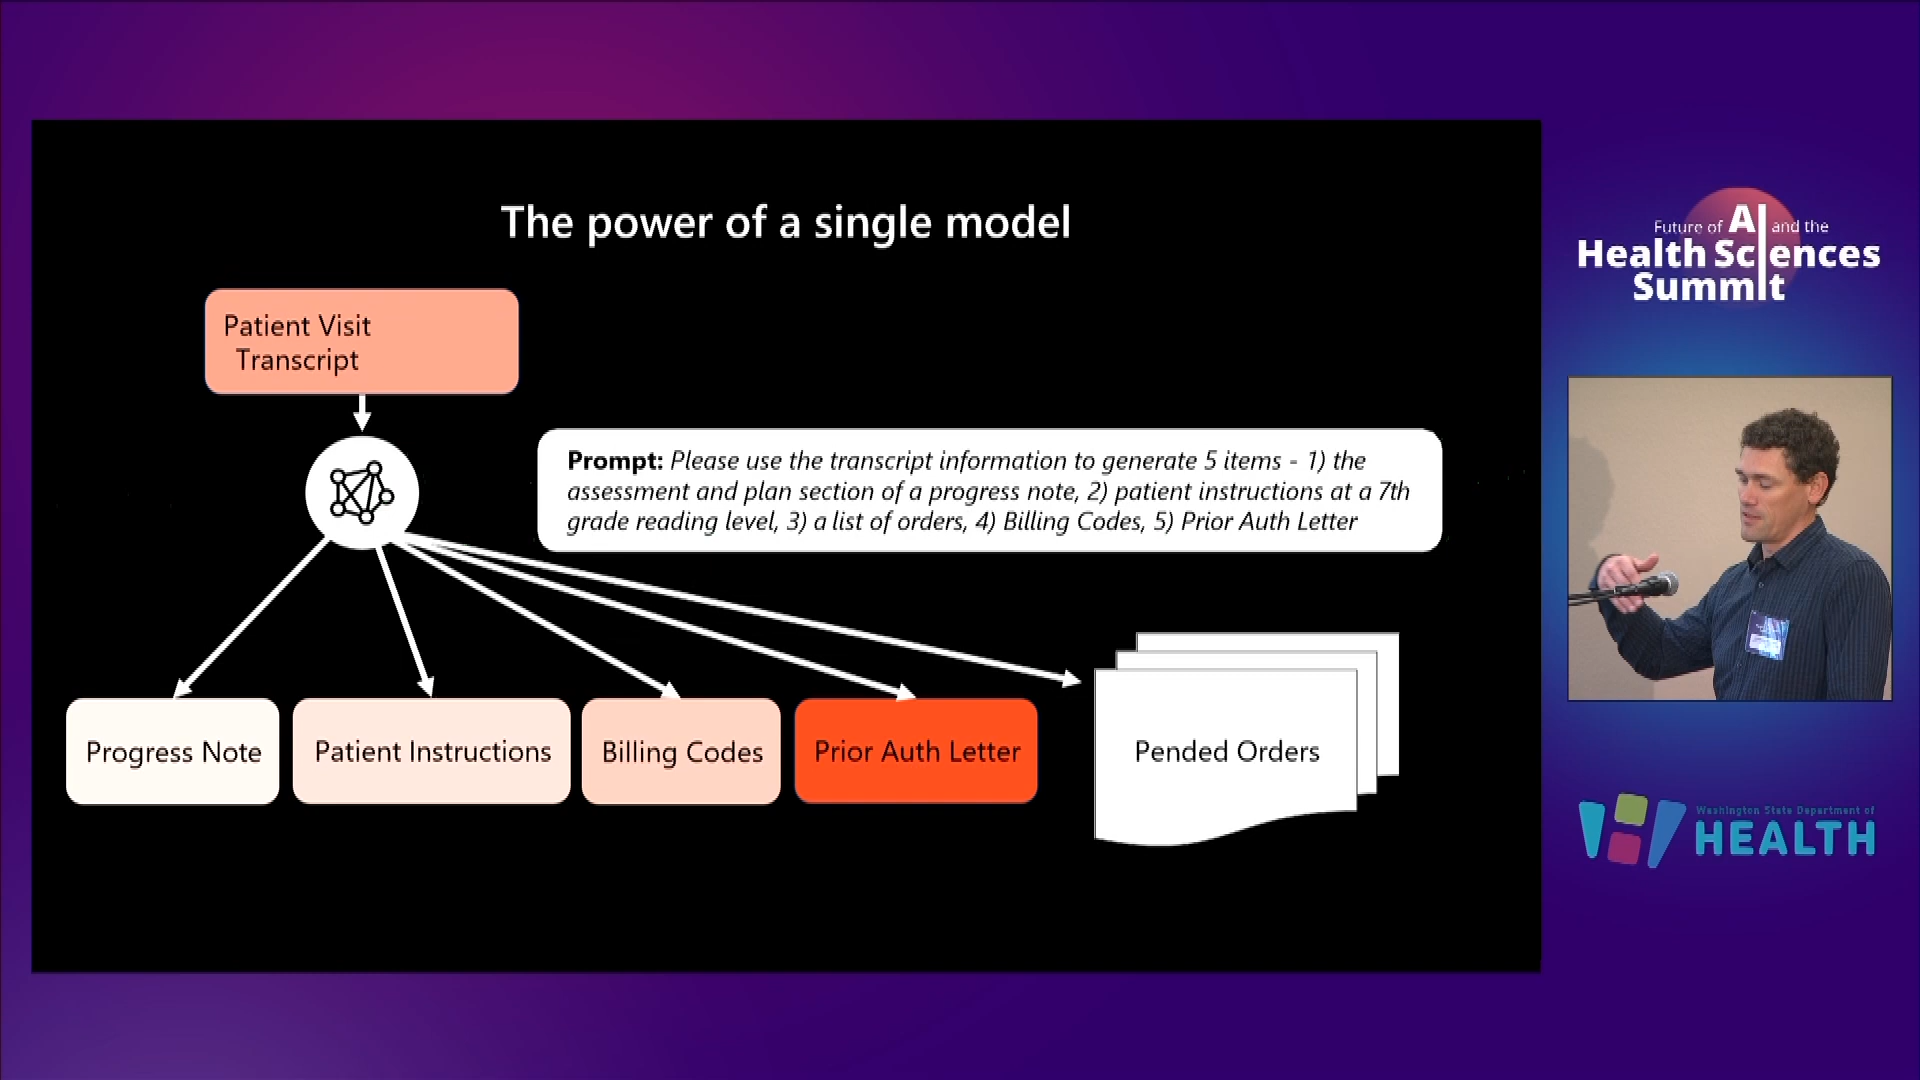 The power of a single model
Patient Visit
Transcript
Prompt: Please use the transcript information to generate 5 items - 1) the
assessment and plan section of a progress note, 2) patient instructions at a 7th
grade reading level, 3) a list of orders, 4) Billing Codes, 5) Prior Auth Letter
Progress Note
Patient Instructions
Billing Codes
Prior Auth Letter
Pended Orders
Future of AI and the
Health Sciences
Summit
Washington State Department of
HEALTH